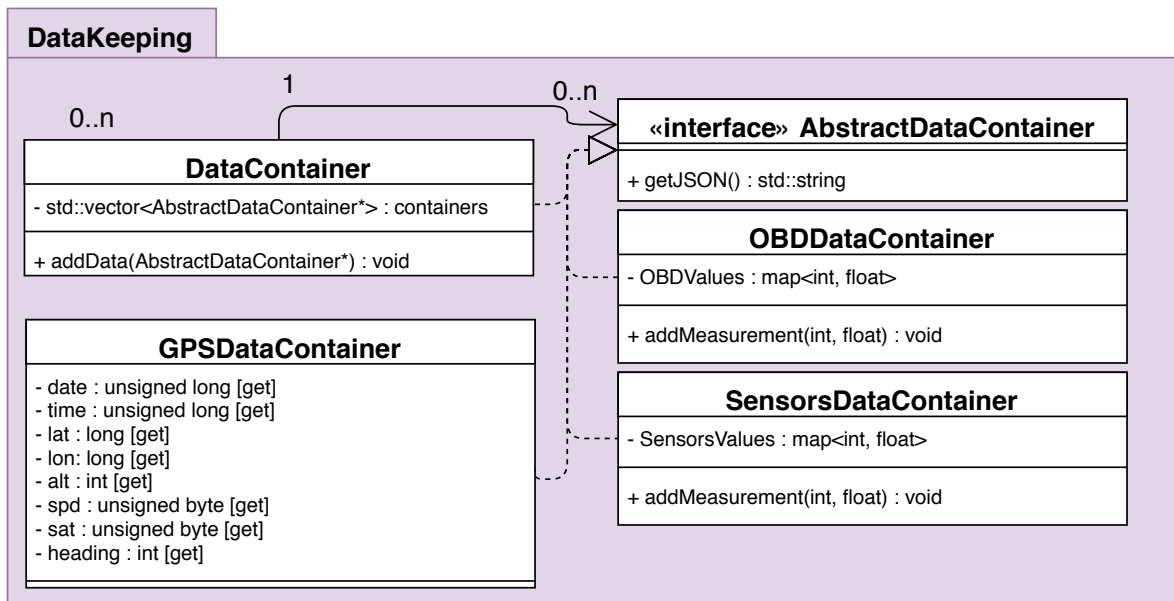 DataKeeping
1
0..n
0..n
DataContainer
- std::vector<AbstractDataContainer*> : containers
+ addData(AbstractDataContainer*) : void
«interface» AbstractDataContainer
+ getJSON() : std::string
OBDDataContainer
- OBDValues : map<int, float>
+ addMeasurement(int, float) : void
GPSDataContainer
- date : unsigned long [get]
- time : unsigned long [get]
- lat : long [get]
- lon: long [get]
- alt : int [get]
- spd : unsigned byte [get]
- sat : unsigned byte [get]
- heading : int [get]
SensorsDataContainer
- SensorsValues : map<int, float>
+ addMeasurement(int, float) : void